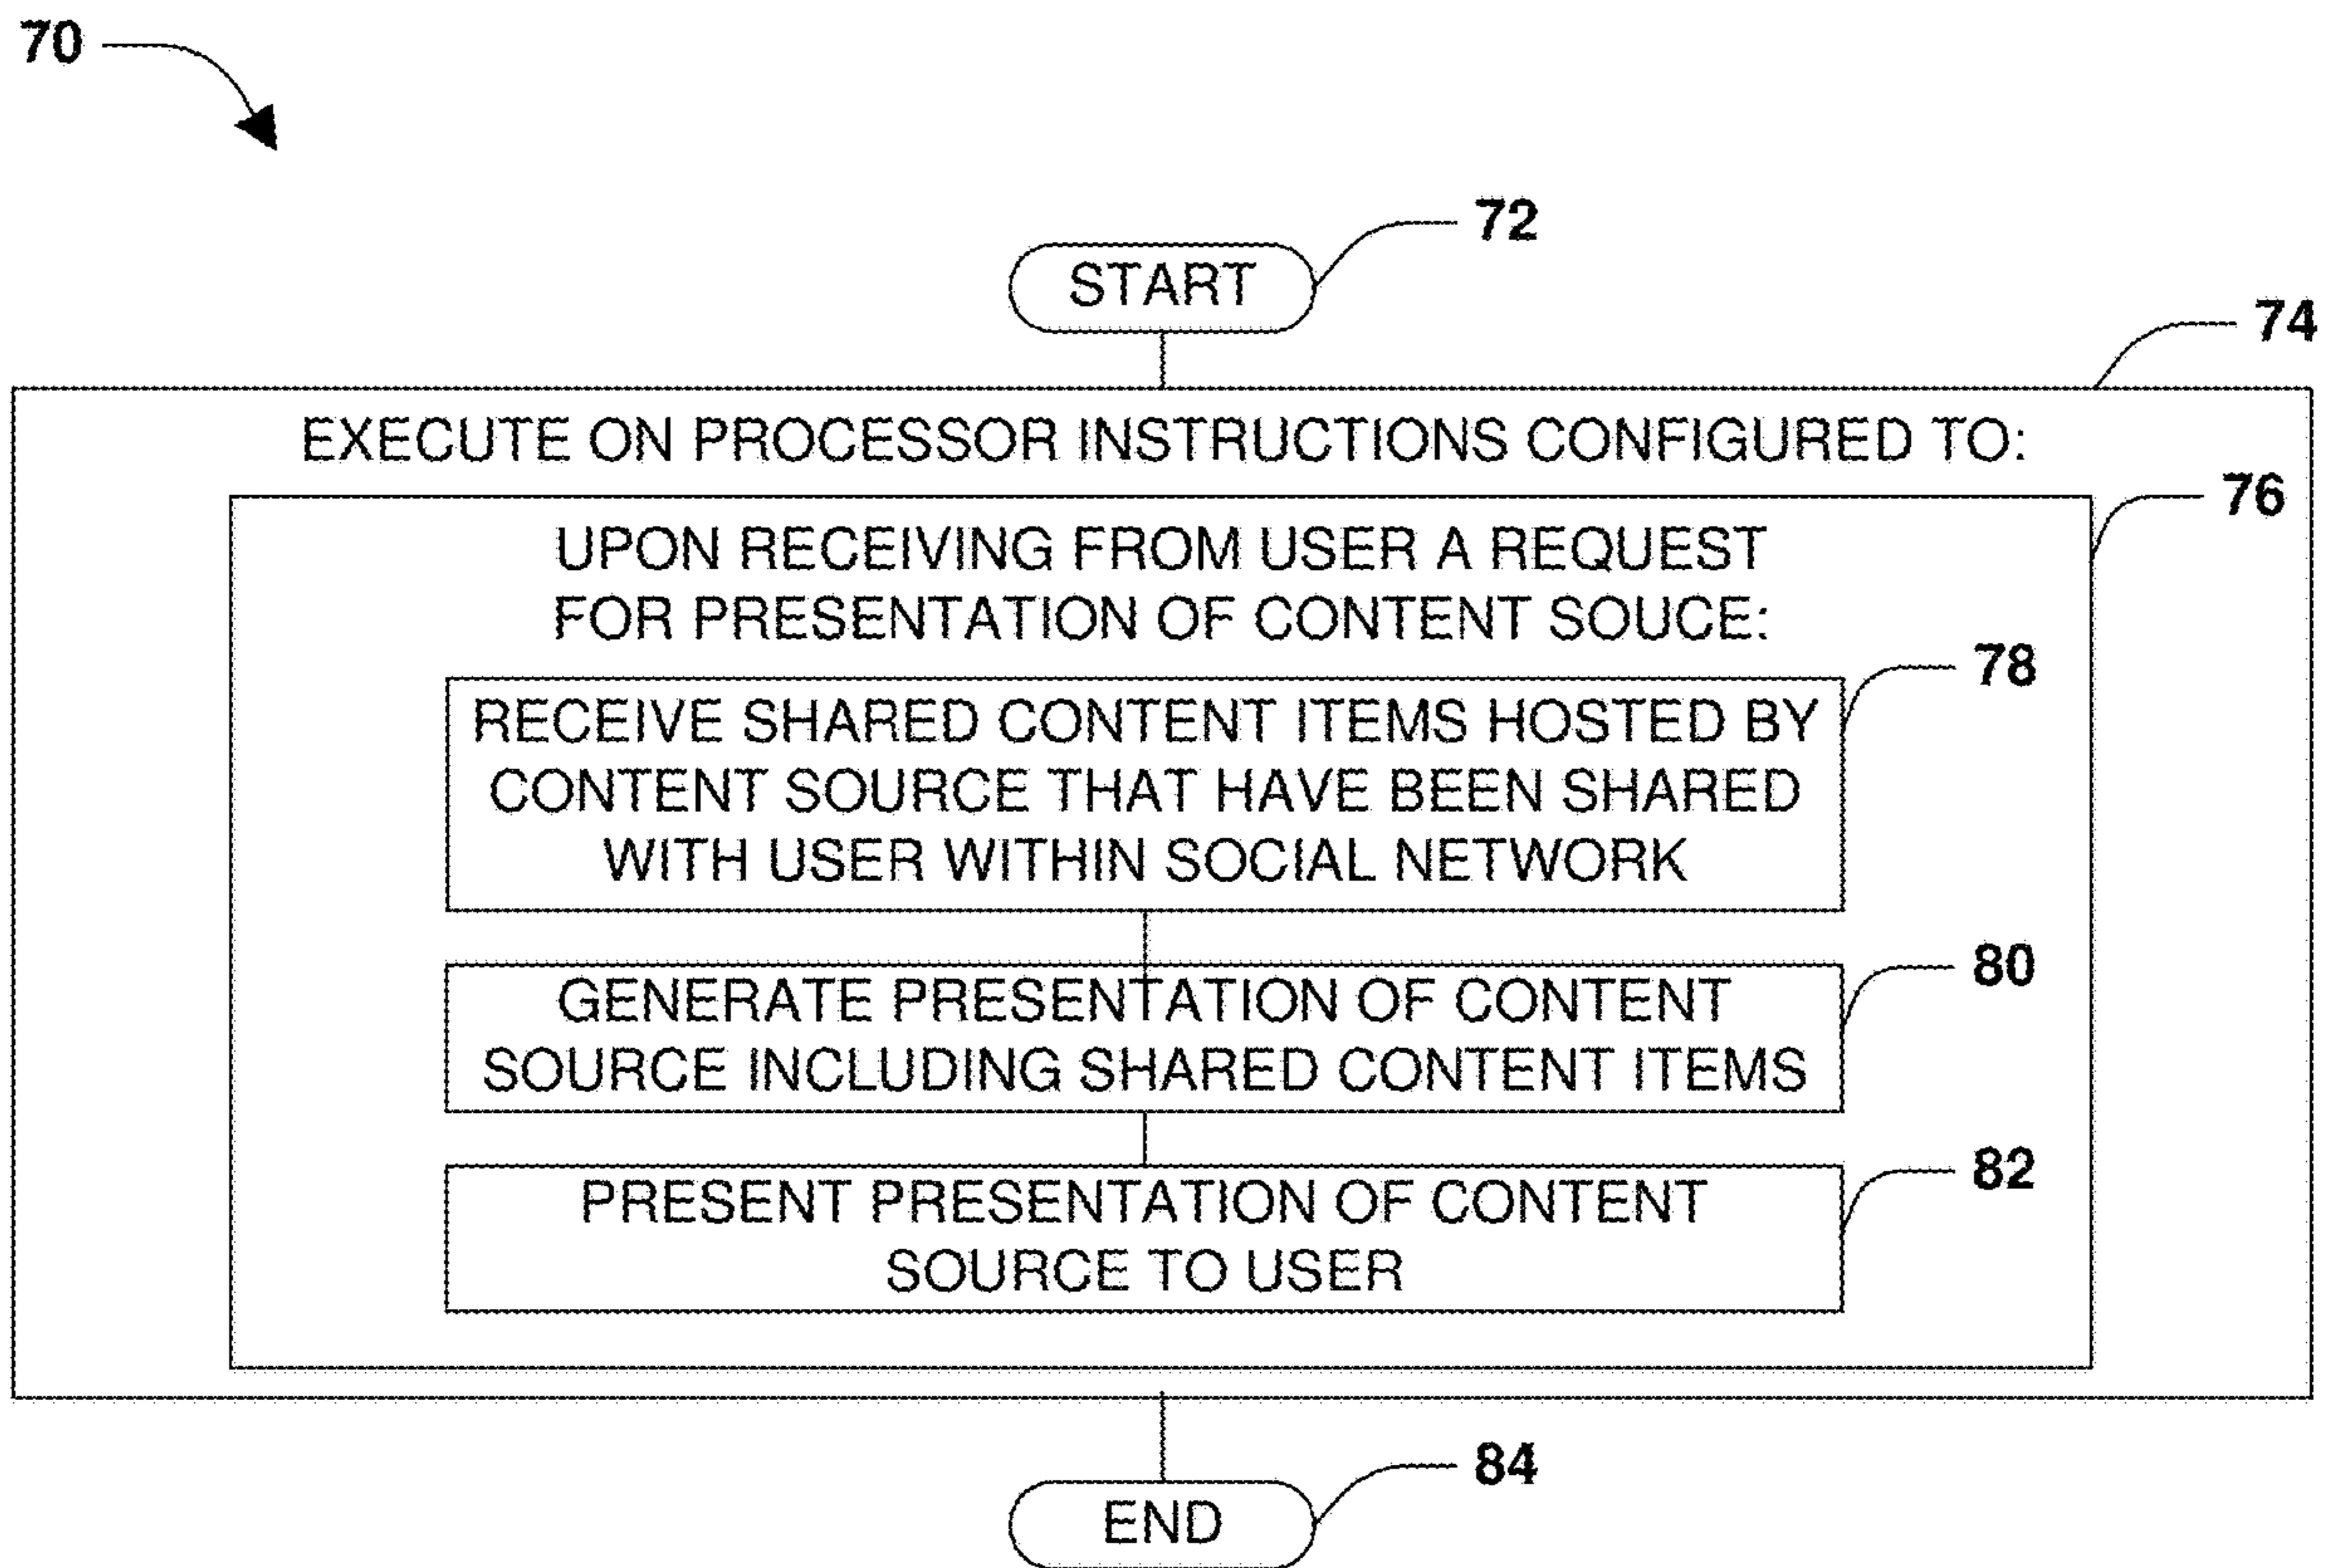 70
72
START
74
EXECUTE ON PROCESSOR INSTRUCTIONS CONFIGURED TO:
76
UPON RECEIVING FROM USER A REQUEST
FOR PRESENTATION OF CONTENT SOUCE:
78
RECEIVE SHARED CONTENT ITEMS HOSTED BY
CONTENT SOURCE THAT HAVE BEEN SHARED
WITH USER WITHIN SOCIAL NETWORK
80
GENERATE PRESENTATION OF CONTENT
SOURCE INCLUDING SHARED CONTENT ITEMS
82
PRESENT PRESENTATION OF CONTENT
SOURCE TO USER
84
END